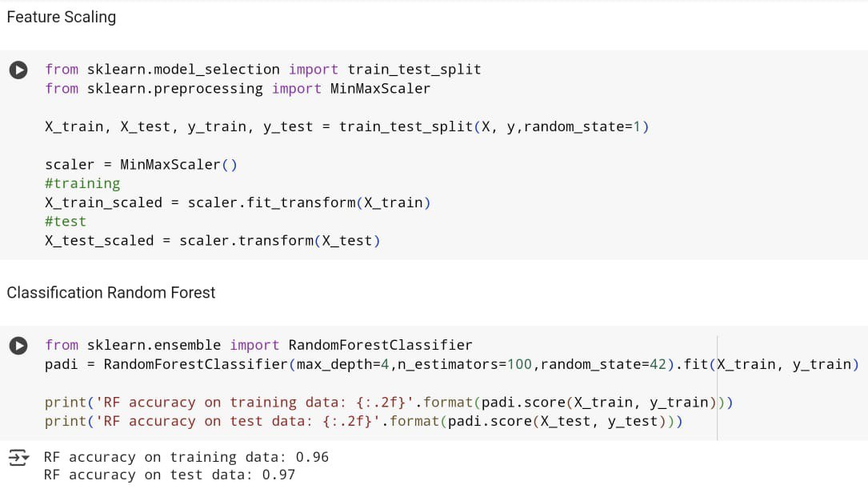 Feature Scaling
from sklearn.model_selection import train_test_split
from sklearn.preprocessing import MinMaxScaler
X_train, X_test, y_train, y_test = train_test_split(X, y,random_state=1)
scaler = MinMaxScaler()
#training
X_train_scaled = scaler.fit_transform(X_train)
#test
X_test_scaled = scaler.transform(X_test)
Classification Random Forest
from sklearn.ensemble import RandomForestClassifier
padi = RandomForestClassifier(max_depth=4,n_estimators=100,random_state=42).fit(X_train, y_train)
print('RF accuracy on training data: {:.2f}'.format(padi.score(X_train, y_train)))
print('RF accuracy on test data: {:.2f}'.format(padi.score(X_test, y_test)))
RF accuracy on training data: 0.96
RF accuracy on test data: 0.97